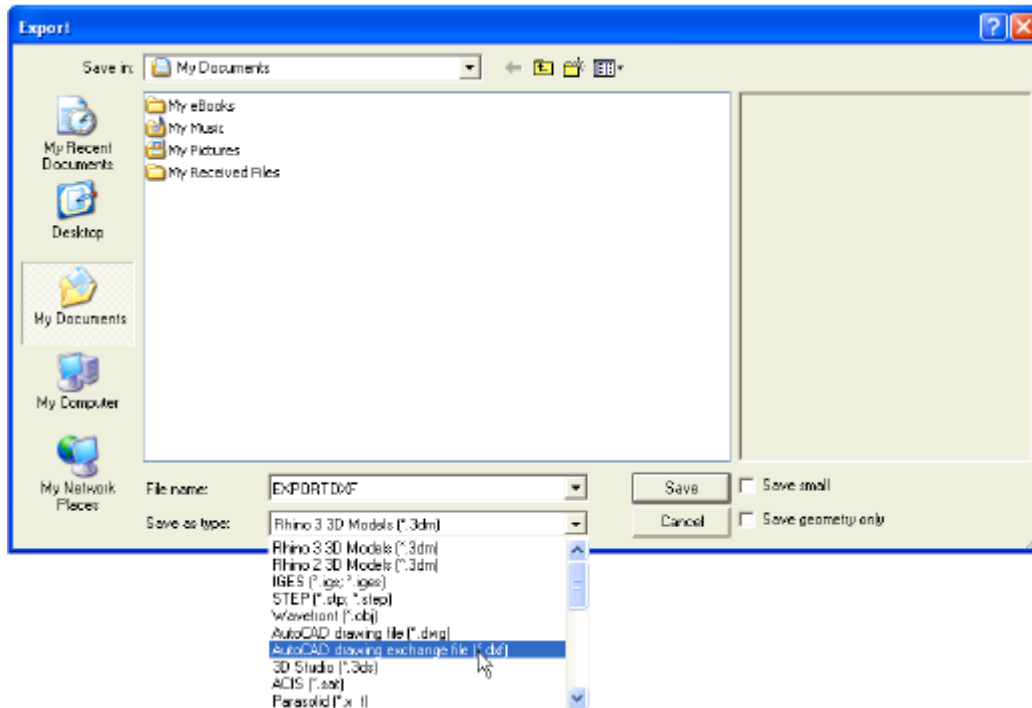 Export
Save in: My Documents
My eBooks
My Music
My Pictures
My Received Files
My Recent
Documents
Desktop
My Documents
My Computer
My Network
Places
File name: EXPORTDXF Save Save small
Save as type: Rhino 3 3D Models (*.3dm) Cancel Save geometry only
Rhino 3 3D Models (*.3dm)
Rhino 2 3D Models (*.3dm)
IGES (*.igs; *.iges)
STEP (*.stp; *.step)
Wavefront (*.obj)
AutoCAD drawing file (*.dwg)
AutoCAD drawing exchange file (*.dxf)
3D Studio (*.3ds)
ACIS (*.sat)
Parasolid (*.x_t)